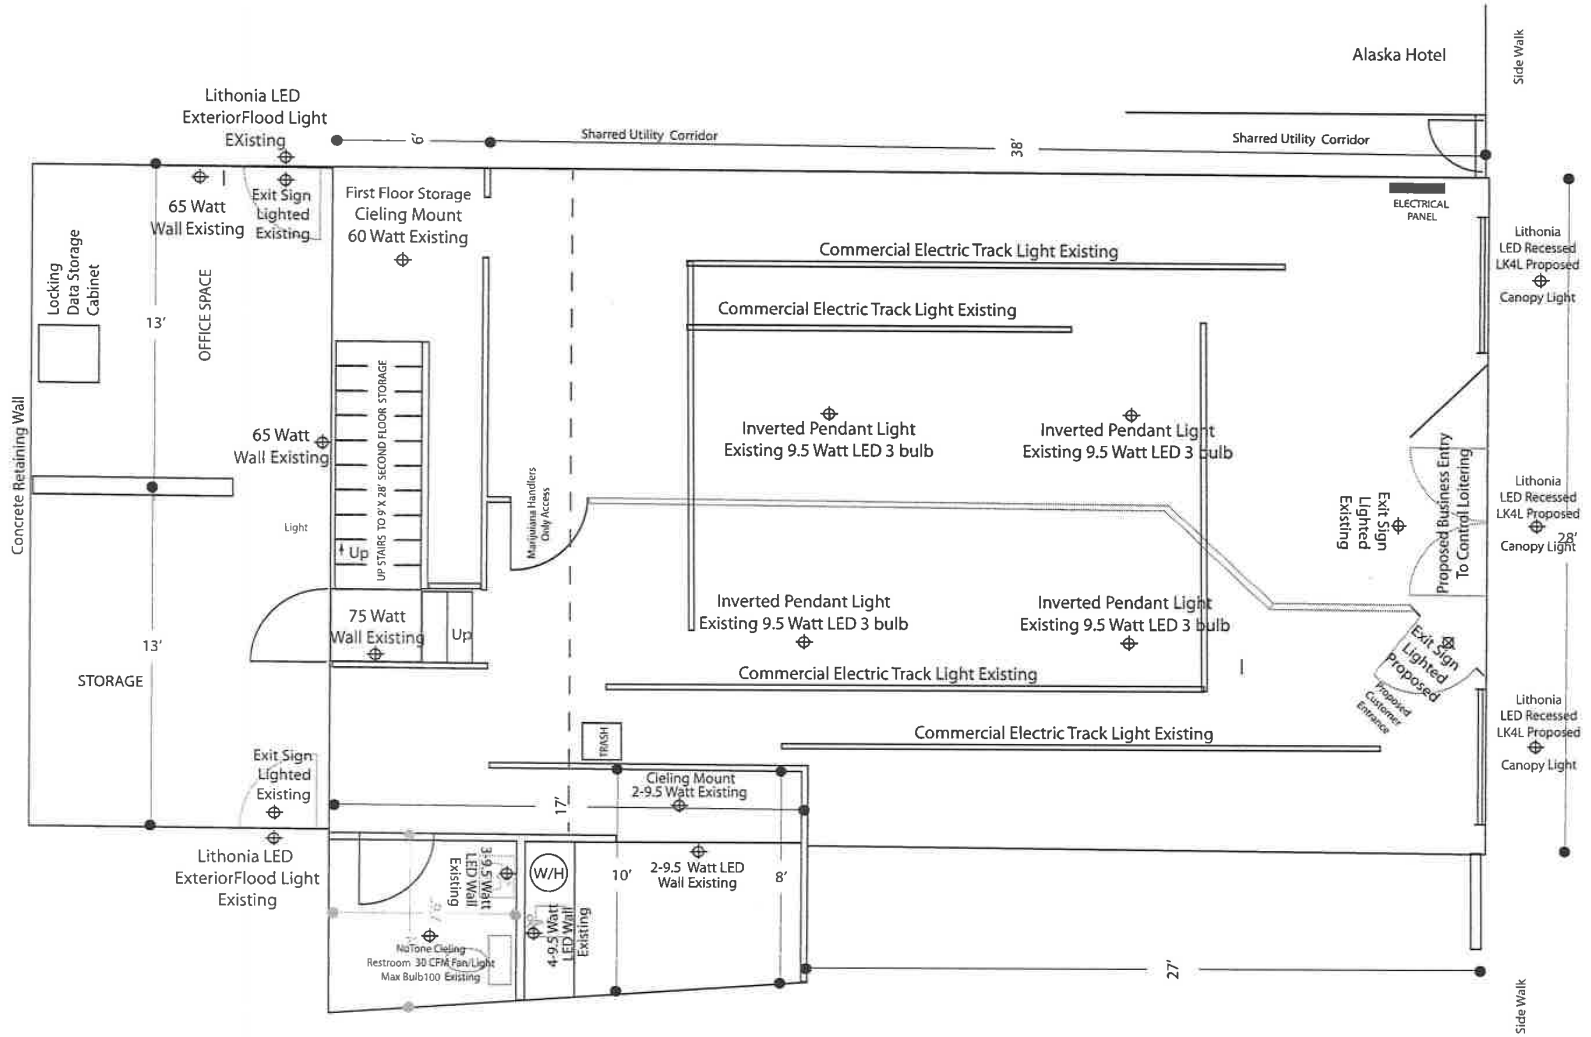 Alaska Hotel
Side Walk
Lithonia LED
ExteriorFlood Light
EXisting
6'
Sharred Utility Corridor
38'
Sharred Utility Corridor
65 Watt
Wall Existing
Exit Sign
Lighted
Existing
First Floor Storage
Cieling Mount
60 Watt Existing
ELECTRICAL
PANEL
Lithonia
LED Recessed
LK4L Proposed
Canopy Light
Locking
Data Storage
Cabinet
13'
OFFICE SPACE
Commercial Electric Track Light Existing
Commercial Electric Track Light Existing
Concrete Retaining Wall
65 Watt
Wall Existing
Light
UP STAIRS TO 9' X 28' SECOND FLOOR STORAGE
Up
Marijuiana Handlers
Only Access
Inverted Pendant Light
Existing 9.5 Watt LED 3 bulb
Inverted Pendant Light
Existing 9.5 Watt LED 3 bulb
Exit Sign
Lighted
Existing
Proposed Business Entry
To Control Loitering
Lithonia
LED Recessed
LK4L Proposed
Canopy Light
28'
75 Watt
Wall Existing
Up
Inverted Pendant Light
Existing 9.5 Watt LED 3 bulb
Inverted Pendant Light
Existing 9.5 Watt LED 3 bulb
13'
STORAGE
Commercial Electric Track Light Existing
Exit Sign
Lighted
Proposed
Proposed
Customer
Entrance
Lithonia
LED Recessed
LK4L Proposed
Canopy Light
TRASH
Commercial Electric Track Light Existing
Exit Sign
Lighted
Existing
17'
Cieling Mount
2-9.5 Watt Existing
Lithonia LED
ExteriorFlood Light
Existing
3-9.5 Watt
LED Wall
Existing
W/H
10'
2-9.5 Watt LED
Wall Existing
8'
4-9.5 Watt
LED Wall
Existing
NuTone Cieling
Restroom 30 CFM Fan/Light
Max Bulb100 Existing
27'
Side Walk